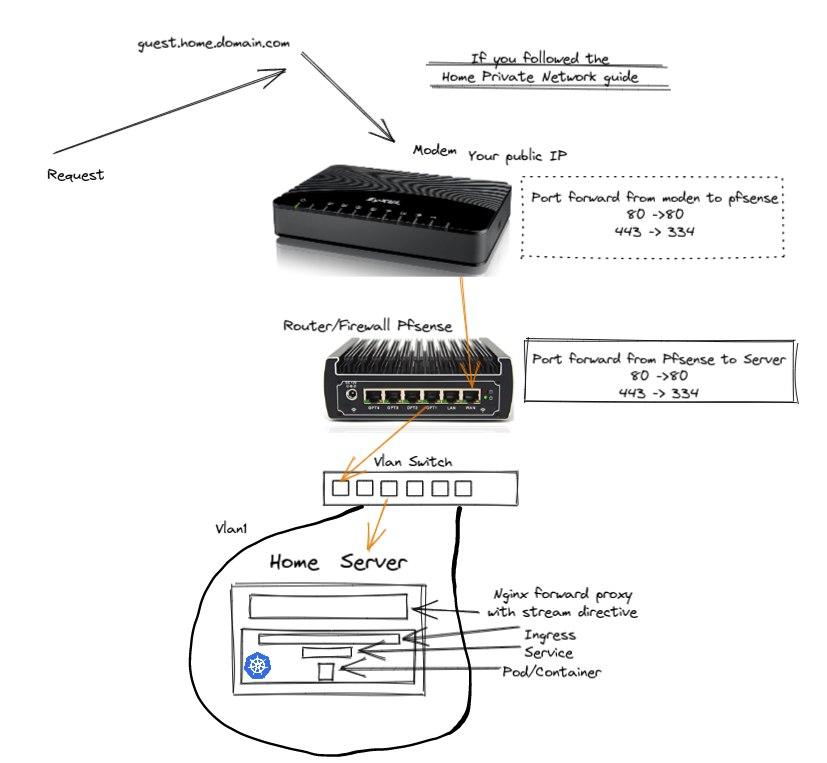 guest.home.domain.com
If you followed the
Home Private Network guide
Request
Modem Your public IP
ZyXEL
Port forward from moden to pfsense
80 ->80
443 -> 334
Router/Firewall Pfsense
OPT4 OPT3 OPT2 OPT1 LAN WAN
Port forward from Pfsense to Server
80 ->80
443 -> 334
Vlan Switch
Vlan1
Home Server
Nginx forward proxy
with stream directive
Ingress
Service
Pod/Container